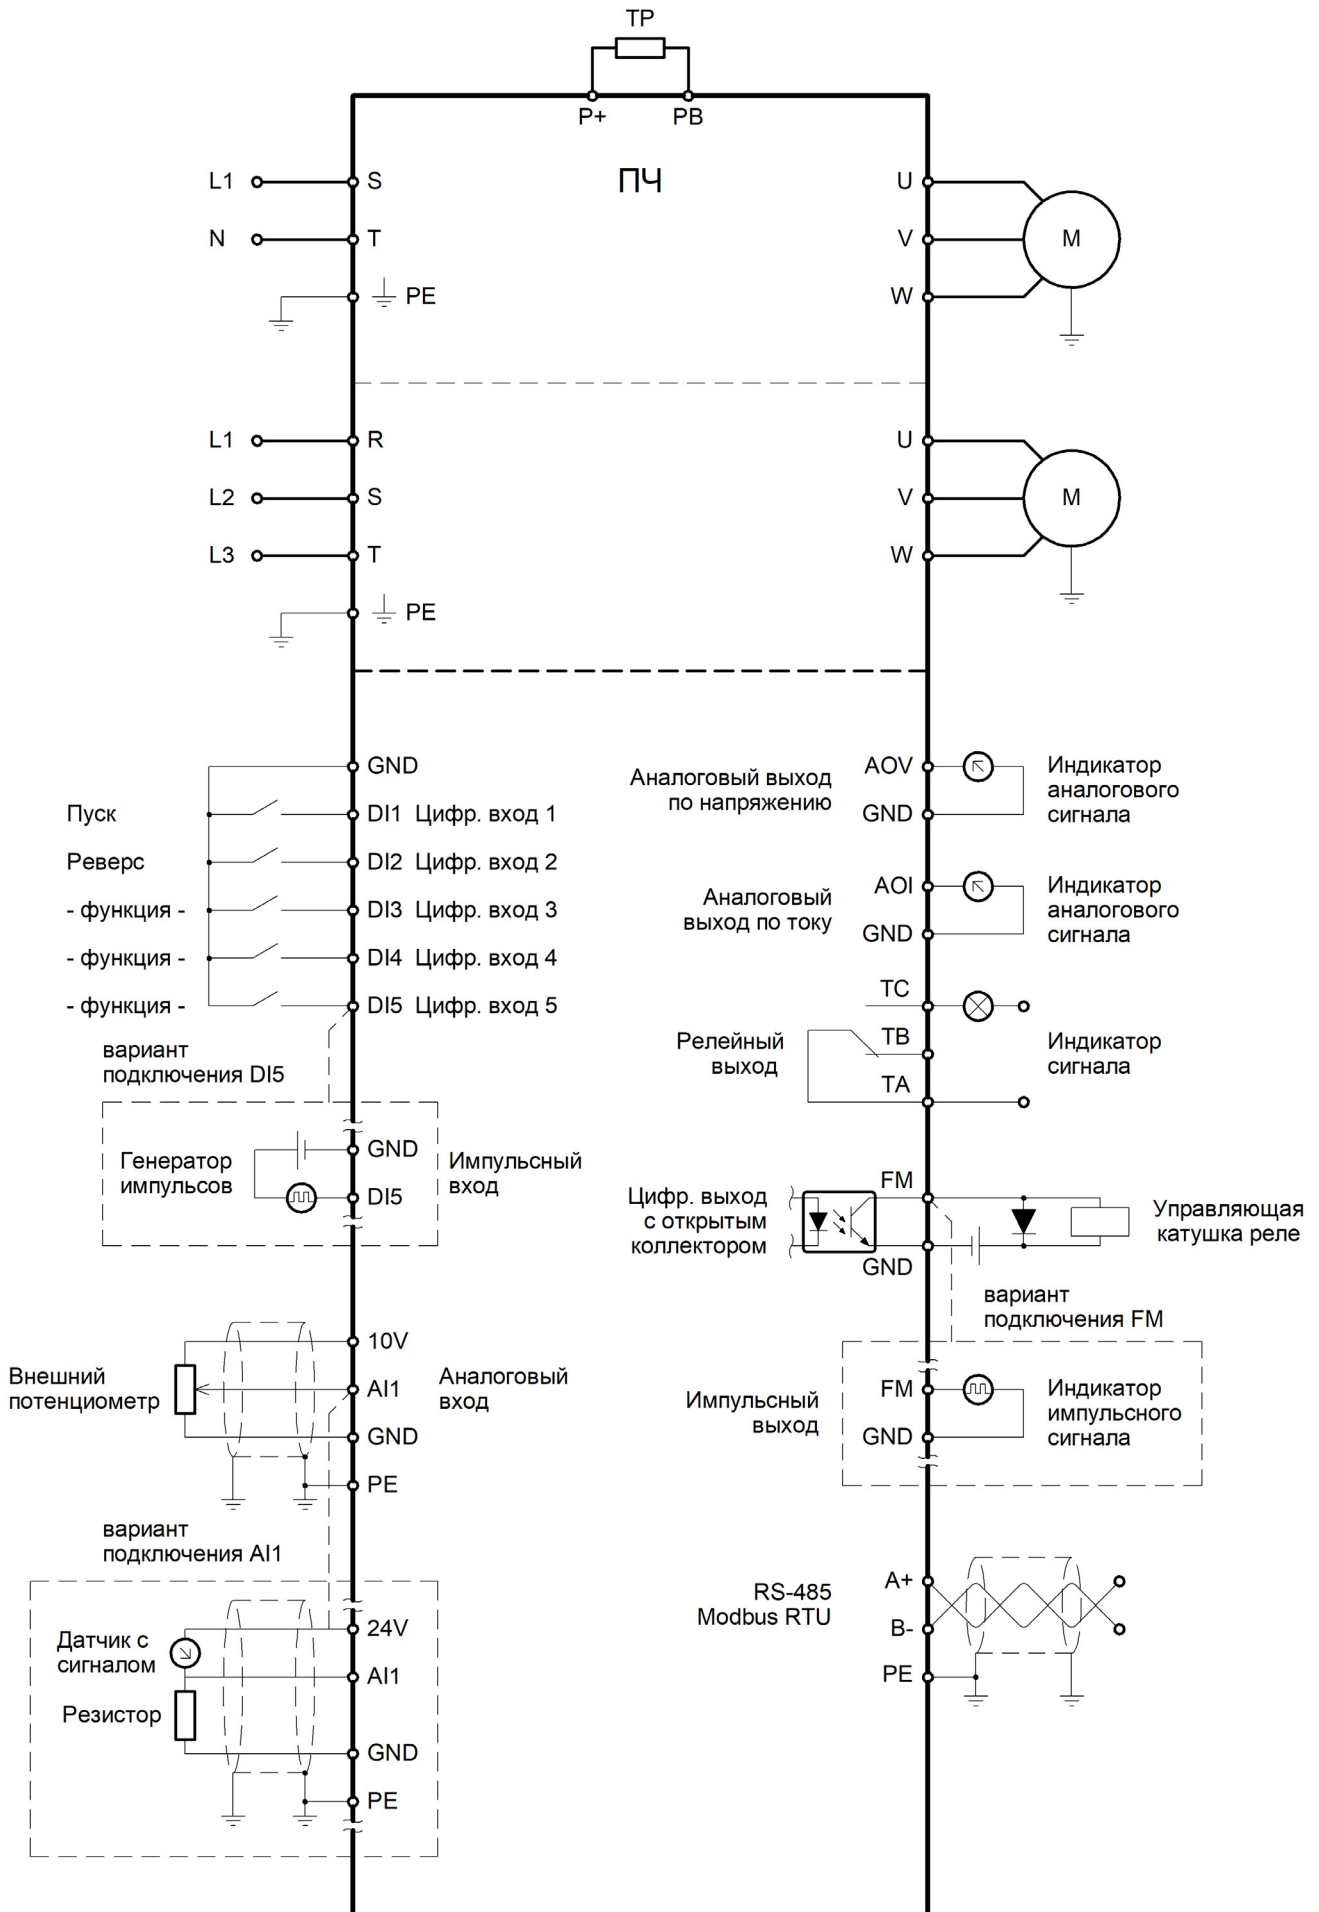 ТР
P+
PB
ПЧ
L1
S
N
T
PE
U
V
W
M
L1
R
L2
S
L3
T
PE
U
V
W
M
GND
Пуск
DI1 Цифр. вход 1
Реверс
DI2 Цифр. вход 2
- функция -
DI3 Цифр. вход 3
- функция -
DI4 Цифр. вход 4
- функция -
DI5 Цифр. вход 5
вариант
подключения DI5
Генератор
импульсов
GND
DI5
Импульсный
вход
Внешний
потенциометр
10V
AI1
GND
PE
Аналоговый
вход
вариант
подключения AI1
Датчик с
сигналом
Резистор
24V
AI1
GND
PE
Аналоговый выход
по напряжению
AOV
GND
Индикатор
аналогового
сигнала
Аналоговый
выход по току
AOI
GND
Индикатор
аналогового
сигнала
Релейный
выход
TC
TB
TA
Индикатор
сигнала
Цифр. выход
с открытым
коллектором
FM
GND
Управляющая
катушка реле
вариант
подключения FM
Импульсный
выход
FM
GND
Индикатор
импульсного
сигнала
RS-485
Modbus RTU
A+
B-
PE